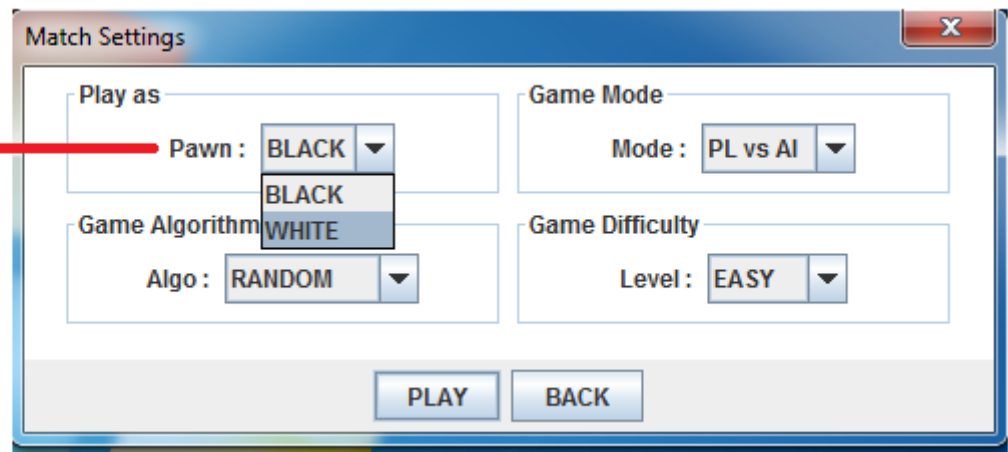 Match Settings
Play as
Pawn : BLACK
BLACK
WHITE
Game Mode
Mode : PL vs AI
Game Algorithm
Algo : RANDOM
Game Difficulty
Level : EASY
PLAY
BACK